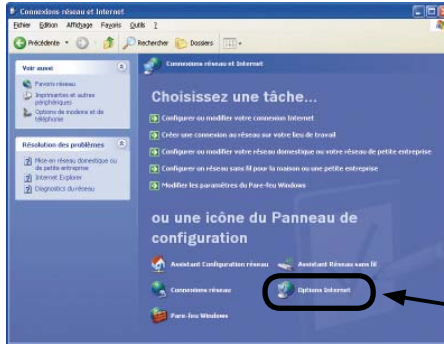 Connexions réseau et Internet
Fichier Edition Affichage Favoris Outils ?
Précédente Rechercher Dossiers
Voir aussi
Favoris réseau
Imprimantes et autres
périphériques
Options de modems et de
téléphonie
Résolution des problèmes
Mise en réseau domestique ou
de petite entreprise
Internet Explorer
Diagnostics du réseau
Connexions réseau et Internet
Choisissez une tâche...
Configurer ou modifier votre connexion Internet
Créer une connexion au réseau sur votre lieu de travail
Configurer ou modifier votre réseau domestique ou votre réseau de petite entreprise
Configurer un réseau sans fil pour la maison ou une petite entreprise
Modifier les paramètres du Pare-feu Windows
ou une icône du Panneau de
configuration
Assistant Configuration réseau
Assistant Réseau sans fil
Connexions réseau
Options Internet
Pare-feu Windows